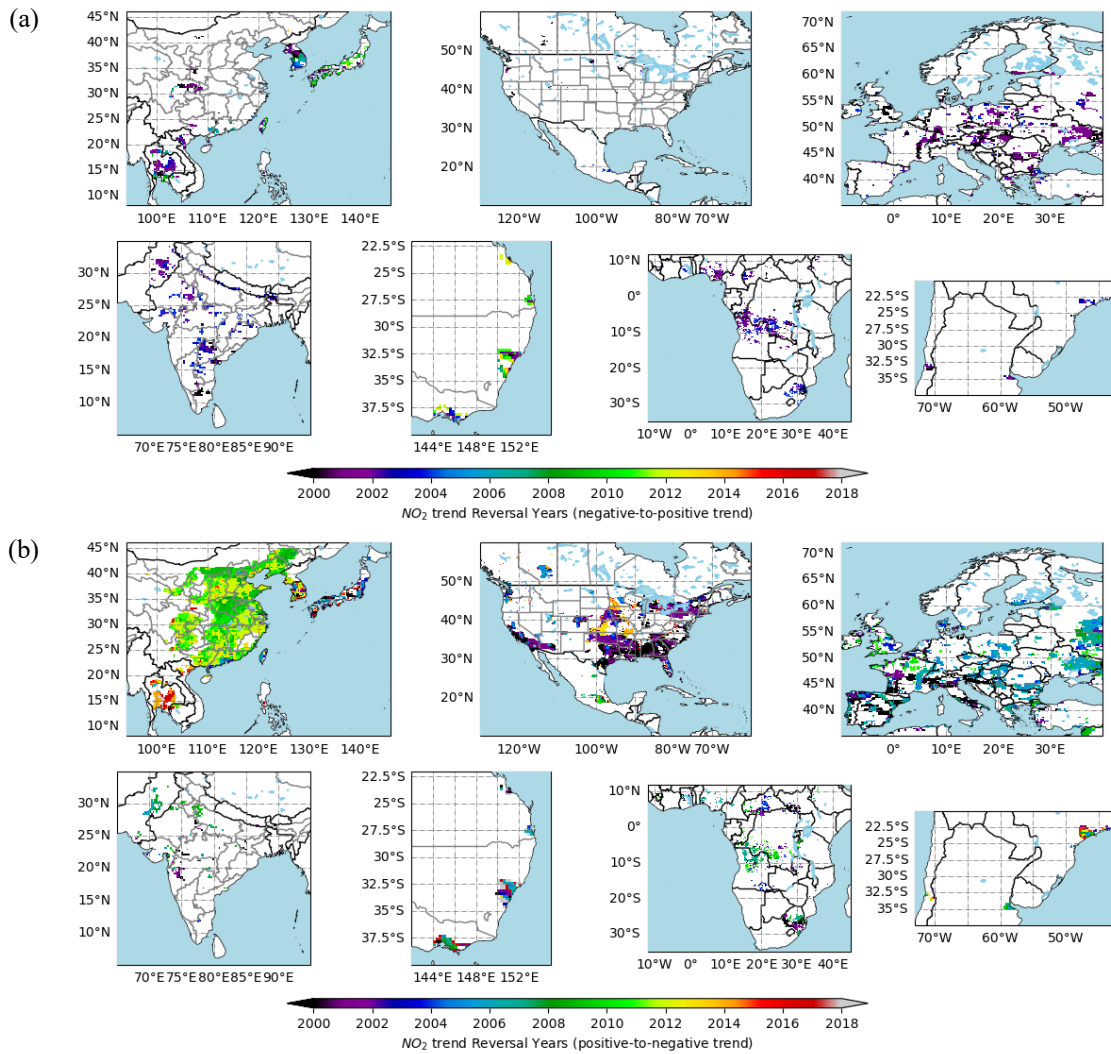 (a)
45°N
40°N
35°N
30°N
25°N
20°N
15°N
10°N
100°E 110°E 120°E 130°E 140°E
50°N
40°N
30°N
20°N
120°W 100°W 80°W 70°W
70°N
65°N
60°N
55°N
50°N
45°N
40°N
0° 15°E 30°E
30°N
25°N
20°N
15°N
10°N
70°E 75°E 80°E 85°E 90°E
22.5°S
27.5°S
30°S
32.5°S
35°S
37.5°S
144°E 148°E 152°E
10°N
0°
10°S
20°S
30°S
10°W 0° 10°E 20°E 30°E 40°E
22.5°S
25°S
27.5°S
30°S
32.5°S
35°S
70°W 60°W 50°W
2000 2002 2004 2006 2008 2010 2012 2014 2016 2018
NO₂ trend Reversal Years (negative-to-positive trend)
(b)
45°N
40°N
35°N
30°N
25°N
20°N
15°N
10°N
100°E 110°E 120°E 130°E 140°E
50°N
40°N
30°N
20°N
120°W 100°W 80°W 70°W
70°N
65°N
60°N
55°N
50°N
45°N
40°N
0° 15°E 30°E
30°N
25°N
20°N
15°N
10°N
70°E 75°E 80°E 85°E 90°E
22.5°S
27.5°S
30°S
32.5°S
35°S
37.5°S
144°E 148°E 152°E
10°N
0°
10°S
20°S
30°S
10°W 0° 10°E 20°E 30°E 40°E
22.5°S
25°S
27.5°S
30°S
32.5°S
35°S
70°W 60°W 50°W
2000 2002 2004 2006 2008 2010 2012 2014 2016 2018
NO₂ trend Reversal Years (positive-to-negative trend)